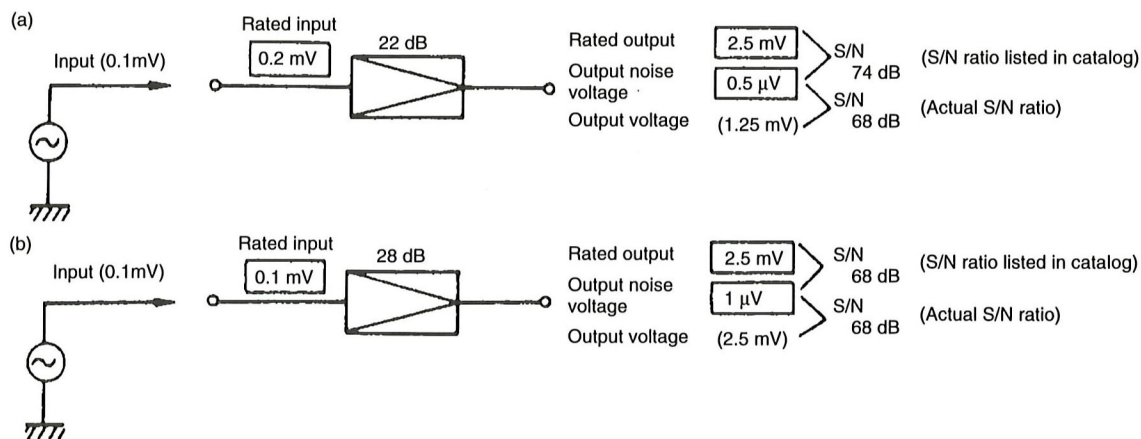 (a)
Rated input
0.2 mV
22 dB
Input (0.1mV)
Rated output
2.5 mV
S/N
74 dB
(S/N ratio listed in catalog)
Output noise
voltage
0.5 µV
S/N
68 dB
(Actual S/N ratio)
Output voltage
(1.25 mV)
(b)
Rated input
0.1 mV
28 dB
Input (0.1mV)
Rated output
2.5 mV
S/N
68 dB
(S/N ratio listed in catalog)
Output noise
voltage
1 µV
S/N
68 dB
(Actual S/N ratio)
Output voltage
(2.5 mV)